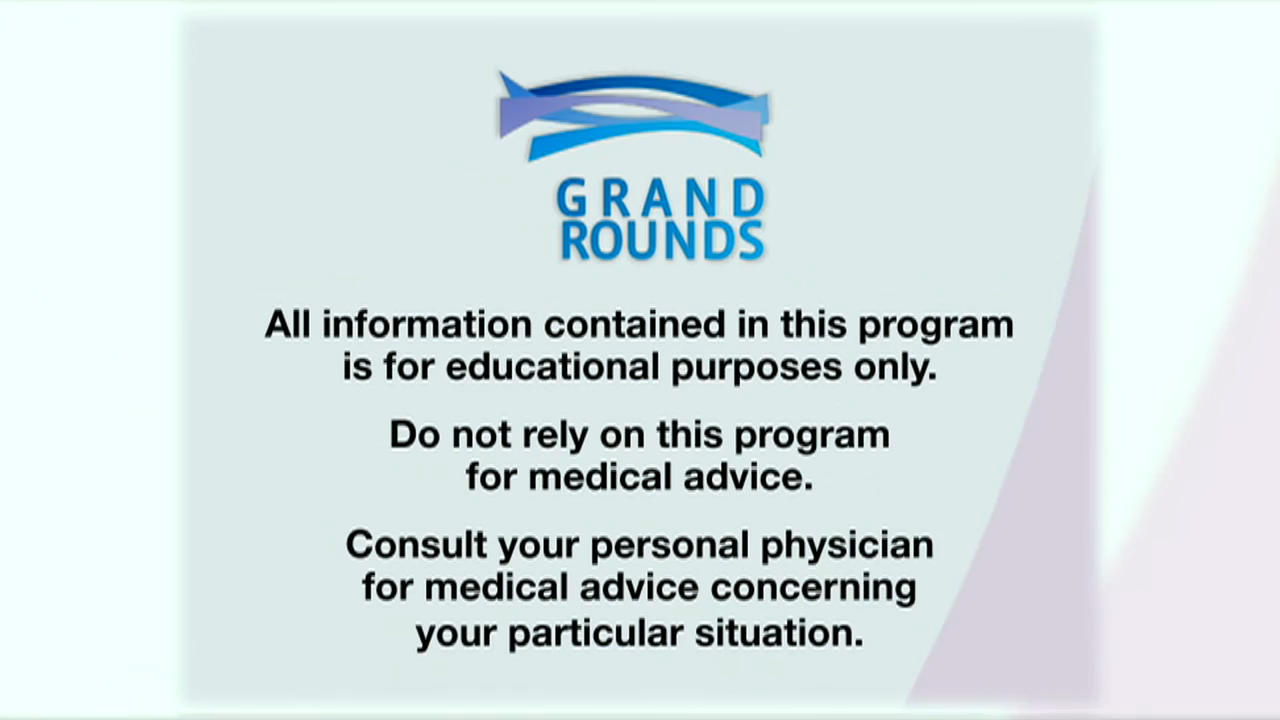 GRAND
ROUNDS
All information contained in this program
is for educational purposes only.
Do not rely on this program
for medical advice.
Consult your personal physician
for medical advice concerning
your particular situation.